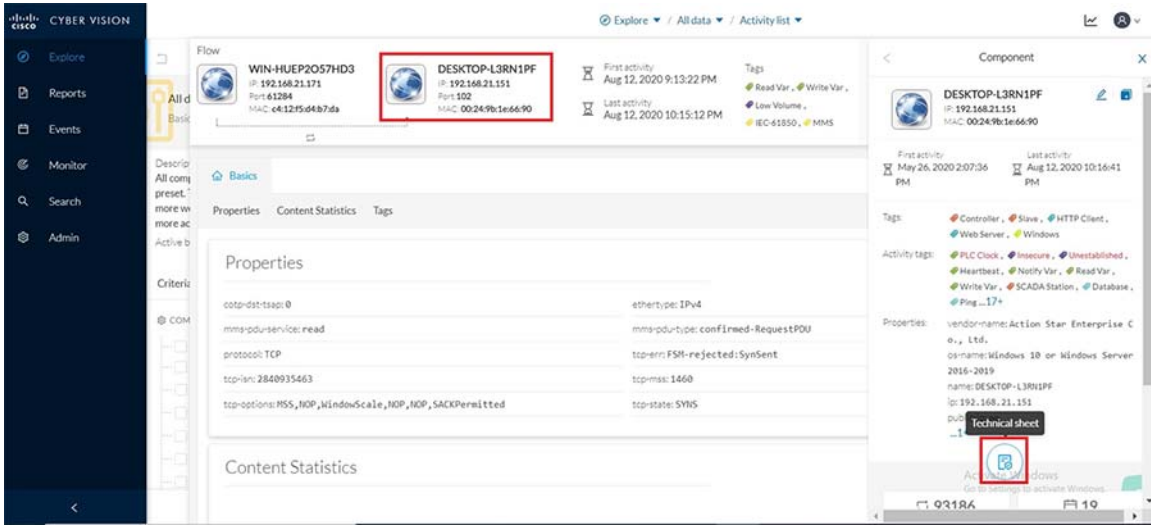 cisco CYBER VISION
Explore / All data / Activity list
A
Explore
Reports
Events
Monitor
Search
Admin
All d
Basic
Descrip
All comp
preset.
more we
more ac
Active b
Criteria
COM
Flow
WIN-HUEP2O57HD3
IP: 192.168.21.171
Port: 61284
MAC: c4:12:f5:d4:b7:da
DESKTOP-L3RN1PF
IP: 192.168.21.151
Port: 102
MAC: 00:24:9b:1e:66:90
First activity
Aug 12, 2020 9:13:22 PM
Last activity
Aug 12, 2020 10:15:12 PM
Tags
Read Var , Write Var ,
Low Volume ,
IEC-61850 , MMS
Basics
Properties Content Statistics Tags
Properties
cotp-dst-tsap: 0
ethertype: IPv4
mms-pdu-service: read
mms-pdu-type: confirmed-RequestPDU
protocol: TCP
tcp-err: FSM-rejected:SynSent
tcp-isn: 2840935463
tcp-mss: 1460
tcp-options: MSS,NOP,WindowScale,NOP,NOP,SACKPermitted
tcp-state: SYNS
Content Statistics
Component
X
DESKTOP-L3RN1PF
IP: 192.168.21.151
MAC: 00:24:9b:1e:66:90
First activity
May 26, 2020 2:07:36
PM
Last activity
Aug 12, 2020 10:16:41
PM
Tags:
Controller , Slave , HTTP Client ,
Web Server , Windows
Activity tags:
PLC Clock , Insecure , Unestablished ,
Heartbeat , Notify Var , Read Var ,
Write Var , SCADA Station , Database ,
Ping ...17+
Properties:
vendor-name: Action Star Enterprise C
o., Ltd.
os-name: Windows 10 or Windows Server
2016-2019
name: DESKTOP-L3RN1PF
ip: 192.168.21.151
pub
...1
Technical sheet
Activate Windows
Go to Settings to activate Windows.
93186
19